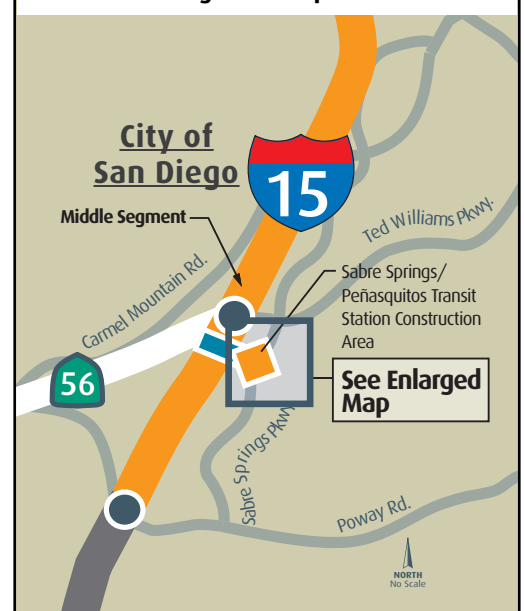 City of
San Diego
15
Middle Segment
Ted Williams Pkwy.
Carmel Mountain Rd.
Sabre Springs/
Peñasquitos Transit
Station Construction
Area
56
See Enlarged
Map
Sabre Springs Pkwy.
Poway Rd.
NORTH
No Scale